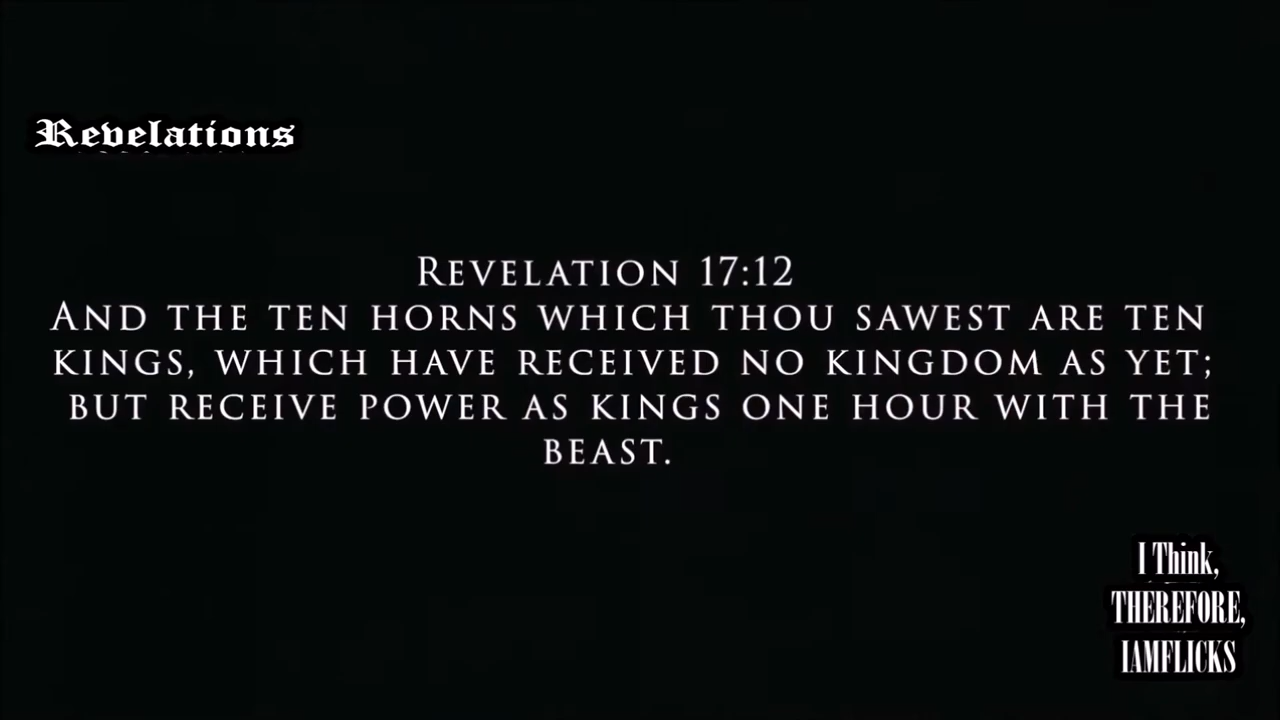 Revelations
Revelation 17:12
And the ten horns which thou sawest are ten
kings, which have received no kingdom as yet;
but receive power as kings one hour with the
beast.
I Think,
THEREFORE,
IAMFLICKS